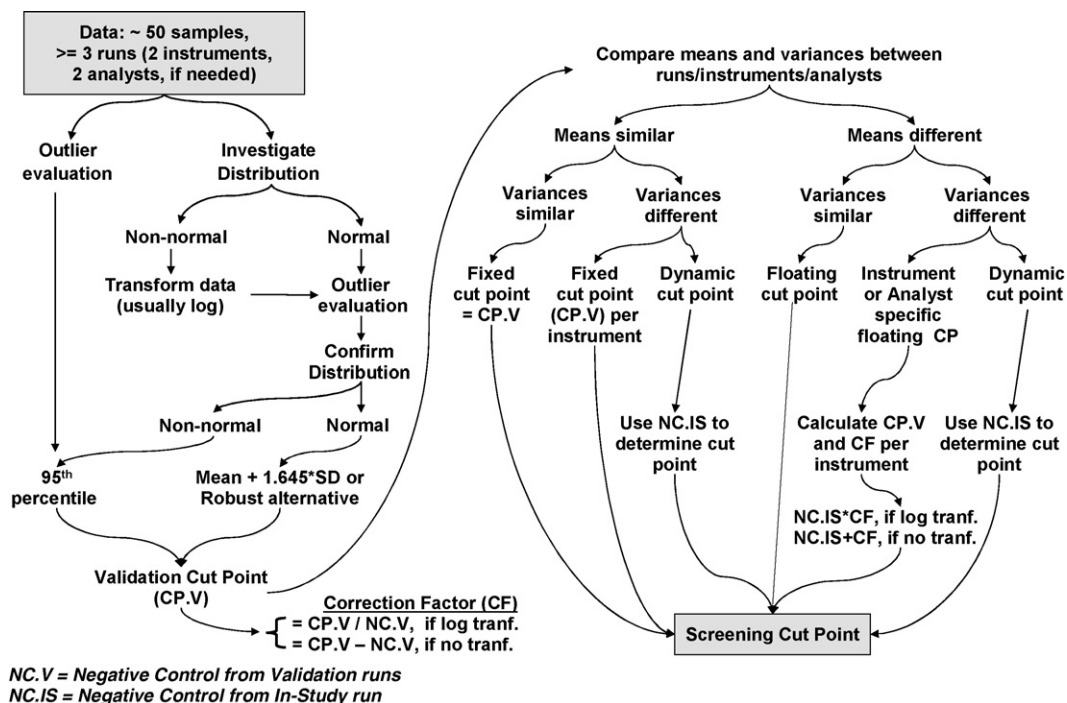 Data: ~ 50 samples,
>= 3 runs (2 instruments,
2 analysts, if needed)
Outlier
evaluation
Investigate
Distribution
Non-normal
Normal
Transform data
(usually log)
Outlier
evaluation
Confirm
Distribution
Non-normal
Normal
95th
percentile
Mean + 1.645*SD or
Robust alternative
Validation Cut Point
(CP.V)
Correction Factor (CF)
= CP.V / NC.V, if log tranf.
= CP.V – NC.V, if no tranf.
NC.V = Negative Control from Validation runs
NC.IS = Negative Control from In-Study run
Compare means and variances between
runs/instruments/analysts
Means similar
Means different
Variances
similar
Variances
different
Variances
similar
Variances
different
Fixed
cut point
= CP.V
Fixed
cut point
(CP.V) per
instrument
Dynamic
cut point
Floating
cut point
Instrument
or Analyst
specific
floating CP
Dynamic
cut point
Use NC.IS to
determine cut
point
Calculate CP.V
and CF per
instrument
Use NC.IS to
determine cut
point
NC.IS*CF, if log tranf.
NC.IS+CF, if no tranf.
Screening Cut Point